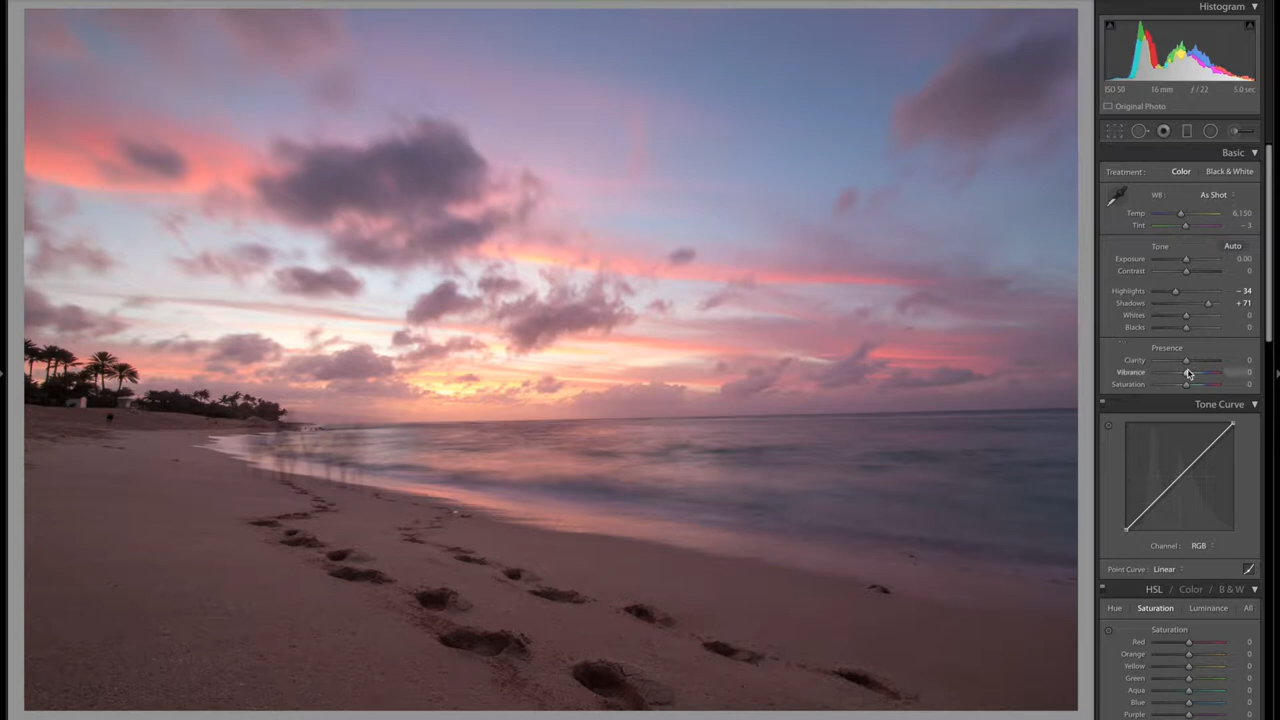 Histogram
ISO 50 16 mm ƒ / 22 5.0 sec
Original Photo
Basic
Treatment : Color Black & White
WB : As Shot
Temp 6,150
Tint – 3
Tone Auto
Exposure 0.00
Contrast 0
Highlights – 34
Shadows + 71
Whites 0
Blacks 0
Presence
Clarity 0
Vibrance 0
Saturation 0
Tone Curve
Channel : RGB
Point Curve : Linear
HSL / Color / B & W
Hue Saturation Luminance All
Saturation
Red 0
Orange 0
Yellow 0
Green 0
Aqua 0
Blue 0
Purple 0